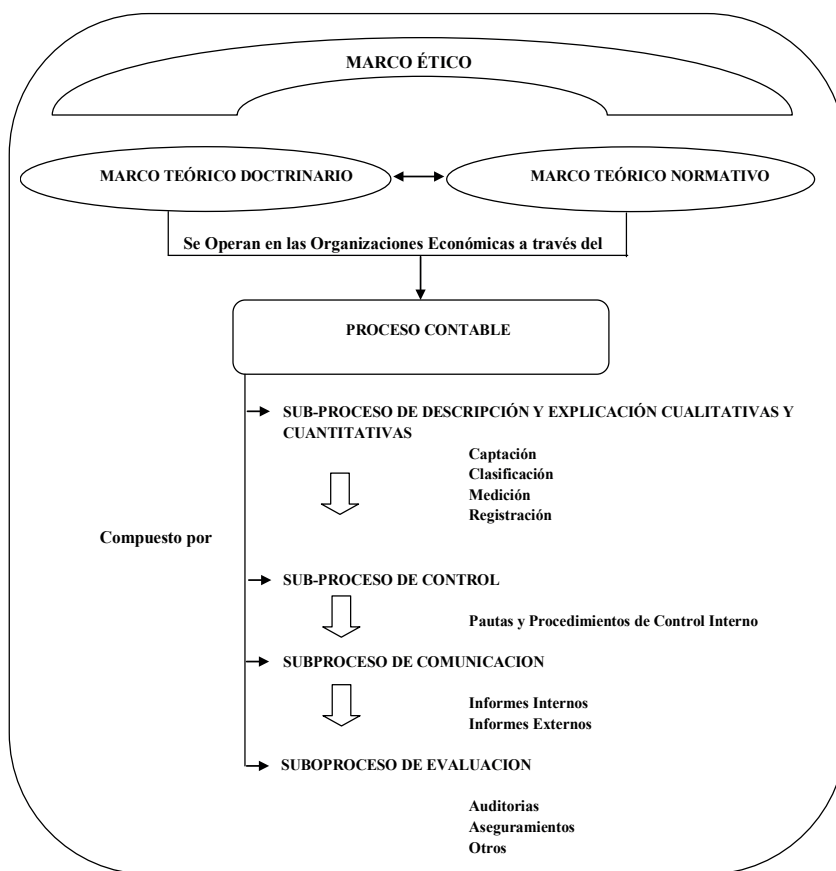 MARCO ÉTICO
MARCO TEÓRICO DOCTRINARIO
MARCO TEÓRICO NORMATIVO
Se Operan en las Organizaciones Económicas a través del
PROCESO CONTABLE
SUB-PROCESO DE DESCRIPCIÓN Y EXPLICACIÓN CUALITATIVAS Y
CUANTITATIVAS
Captación
Clasificación
Medición
Registración
Compuesto por
SUB-PROCESO DE CONTROL
Pautas y Procedimientos de Control Interno
SUBPROCESO DE COMUNICACION
Informes Internos
Informes Externos
SUBOPROCESO DE EVALUACION
Auditorias
Aseguramientos
Otros